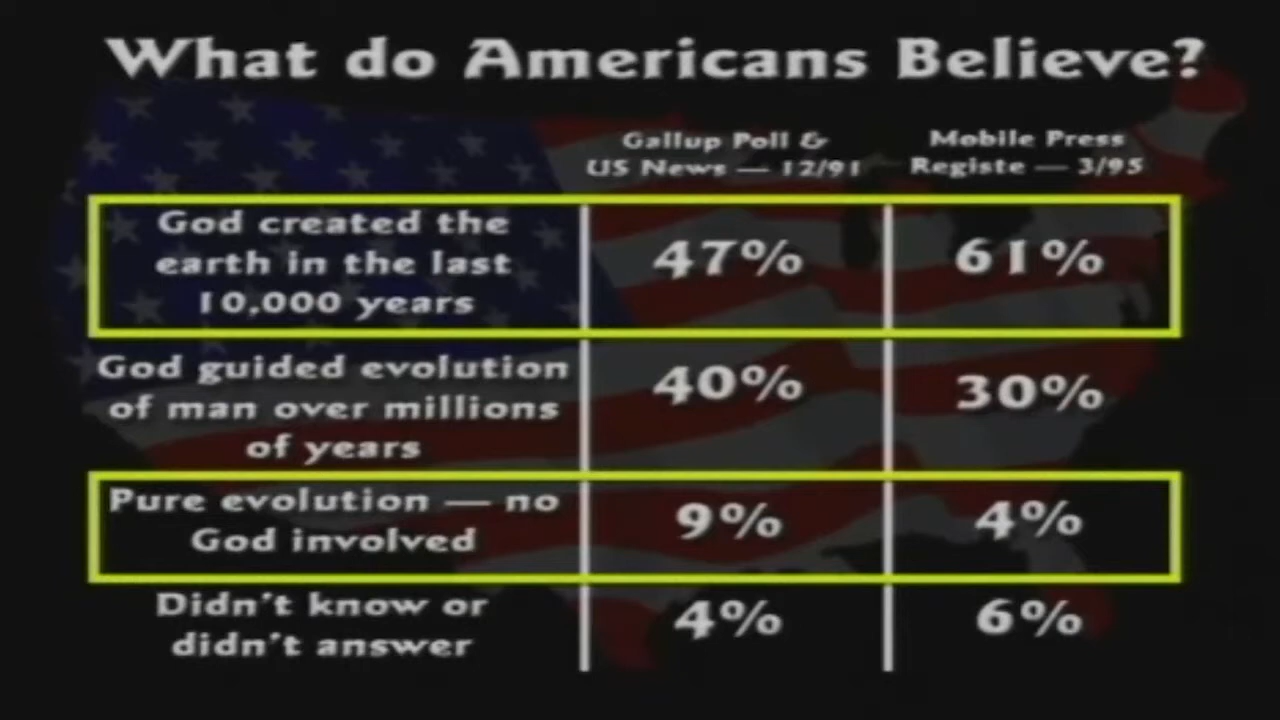 What do Americans Believe?
Gallup Poll &
US News — 12/91
Mobile Press
Registe — 3/95
God created the
earth in the last
10,000 years
47%
61%
God guided evolution
of man over millions
of years
40%
30%
Pure evolution — no
God involved
9%
4%
Didn't know or
didn't answer
4%
6%